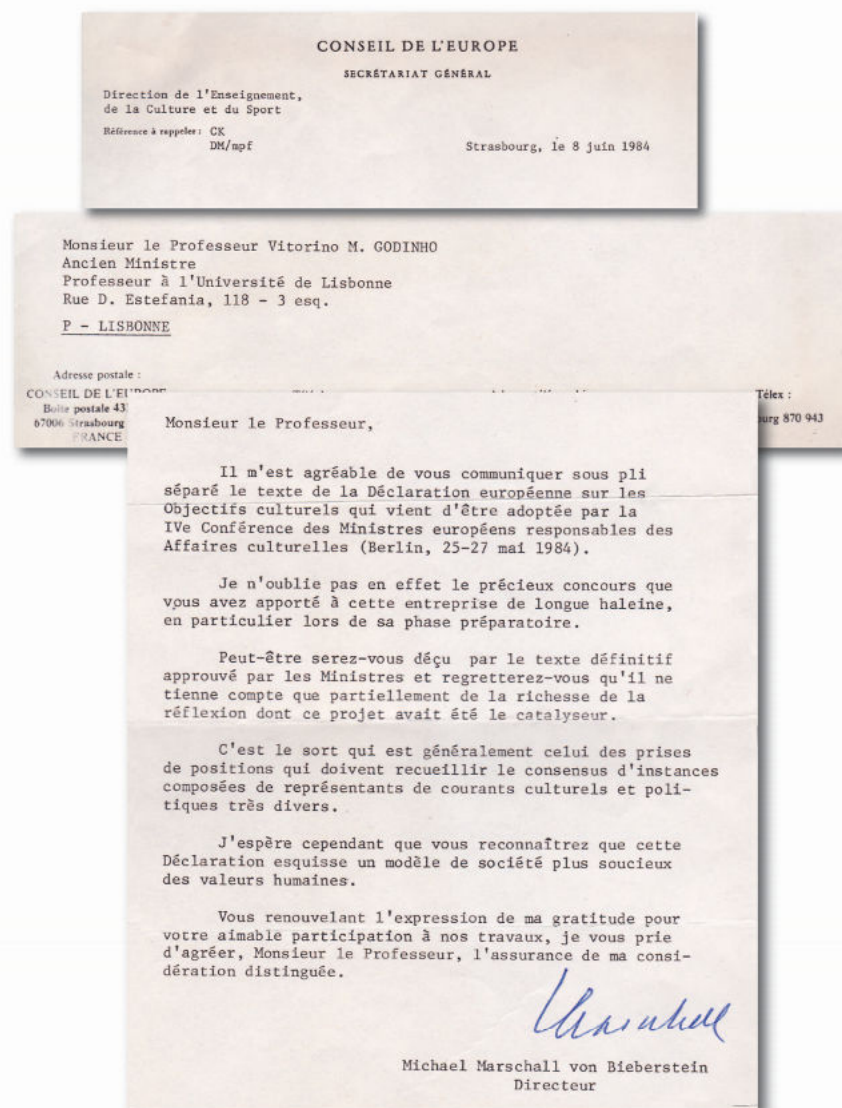 CONSEIL DE L'EUROPE
SECRÉTARIAT GÉNÉRAL
Direction de l'Enseignement,
de la Culture et du Sport
Référence à rappeler : CK
DM/mpf
Strasbourg, le 8 juin 1984
Monsieur le Professeur Vitorino M. GODINHO
Ancien Ministre
Professeur à l'Université de Lisbonne
Rue D. Estefania, 118 - 3 esq.
P - LISBONNE
Adresse postale :
CONSEIL DE L'EUROPE
Boîte postale 43
67006 Strasbourg
FRANCE
Télex :
870 943
Monsieur le Professeur,
Il m'est agréable de vous communiquer sous pli
séparé le texte de la Déclaration européenne sur les
Objectifs culturels qui vient d'être adoptée par la
IVe Conférence des Ministres européens responsables des
Affaires culturelles (Berlin, 25-27 mai 1984).
Je n'oublie pas en effet le précieux concours que
vous avez apporté à cette entreprise de longue haleine,
en particulier lors de sa phase préparatoire.
Peut-être serez-vous déçu par le texte définitif
approuvé par les Ministres et regretterez-vous qu'il ne
tienne compte que partiellement de la richesse de la
réflexion dont ce projet avait été le catalyseur.
C'est le sort qui est généralement celui des prises
de positions qui doivent recueillir le consensus d'instances
composées de représentants de courants culturels et poli-
tiques très divers.
J'espère cependant que vous reconnaîtrez que cette
Déclaration esquisse un modèle de société plus soucieux
des valeurs humaines.
Vous renouvelant l'expression de ma gratitude pour
votre aimable participation à nos travaux, je vous prie
d'agréer, Monsieur le Professeur, l'assurance de ma consi-
dération distinguée.
Michael Marschall von Bieberstein
Directeur